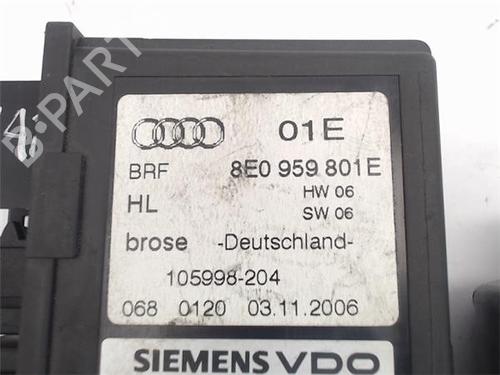 01E
BRF 8E0 959 801E
HL HW 06
SW 06
brose -Deutschland-
105998-204
068 0120 03.11.2006
SIEMENS VDO
B-PARTS